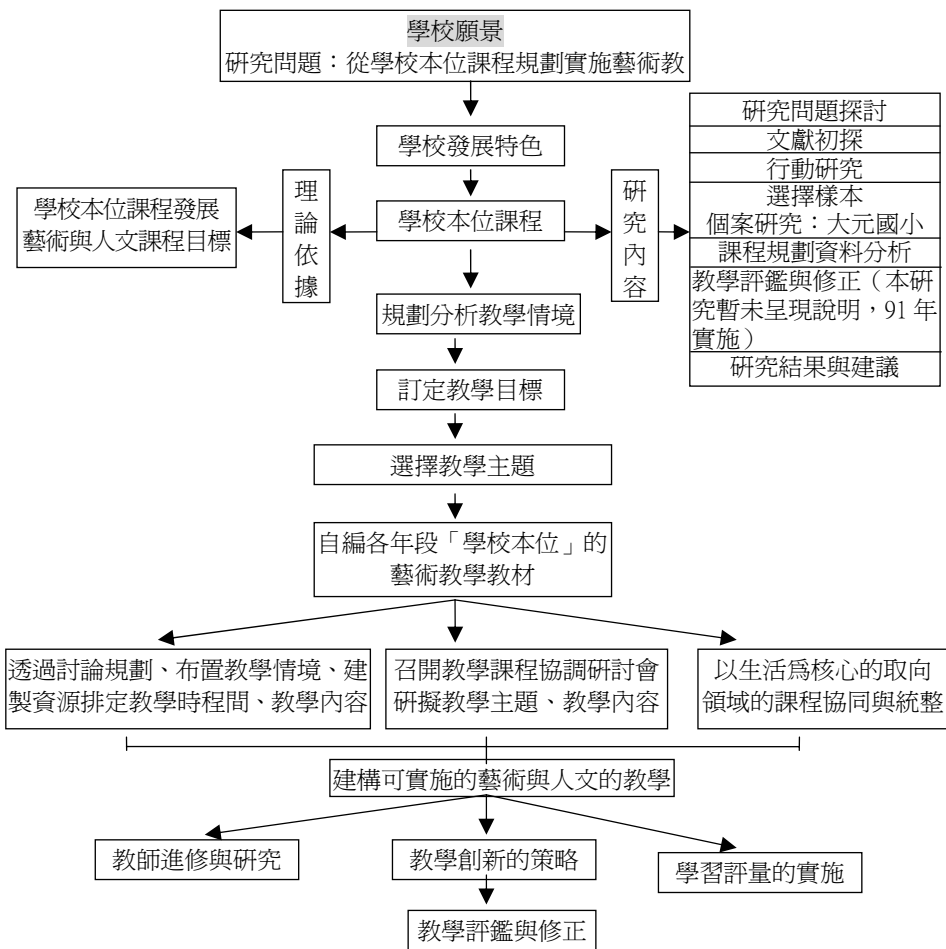 學校願景
研究問題：從學校本位課程規劃實施藝術教
學校發展特色
理論依據
學校本位課程
研究內容
學校本位課程發展
藝術與人文課程目標
研究問題探討
文獻初探
行動研究
選擇樣本
個案研究：大元國小
課程規劃資料分析
教學評鑑與修正（本研
究暫未呈現說明，91年
實施）
研究結果與建議
規劃分析教學情境
訂定教學目標
選擇教學主題
自編各年段「學校本位」的
藝術教學教材
透過討論規劃、布置教學情境、建
製資源排定教學時程間、教學內容
召開教學課程協調研討會
研擬教學主題、教學內容
以生活爲核心的取向
領域的課程協同與統整
建構可實施的藝術與人文的教學
教師進修與研究
教學創新的策略
學習評量的實施
教學評鑑與修正